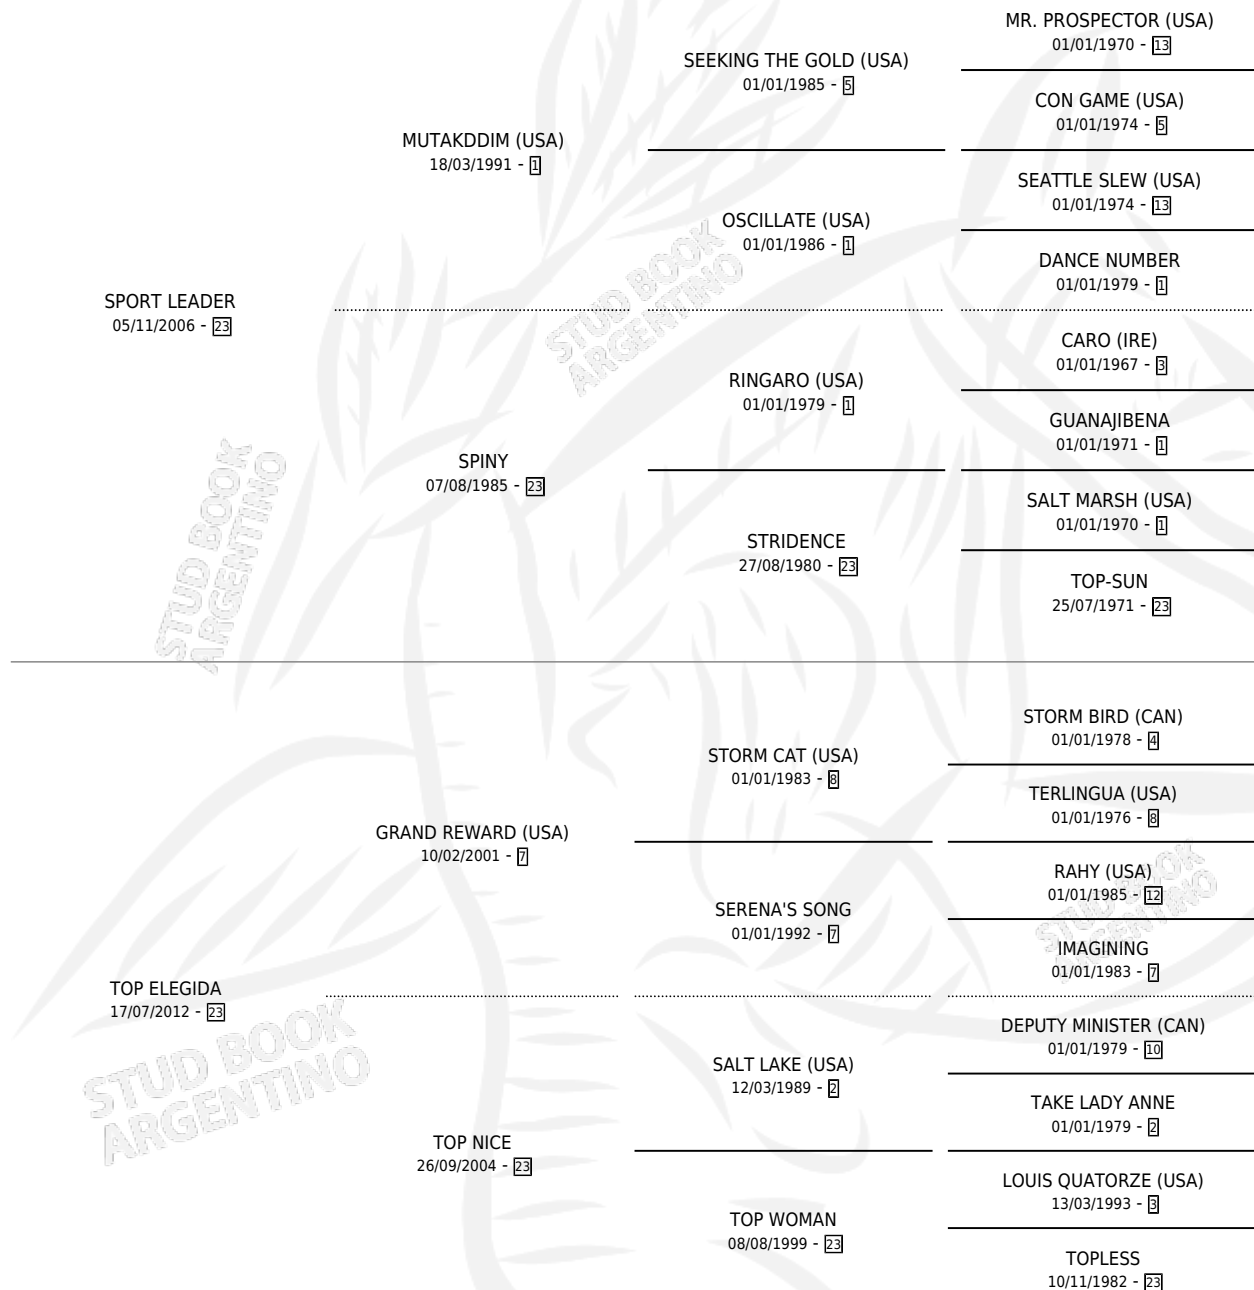 MR. PROSPECTOR (USA)
01/01/1970 - 13
SEEKING THE GOLD (USA)
01/01/1985 - 5
CON GAME (USA)
01/01/1974 - 5
MUTAKDDIM (USA)
18/03/1991 - 1
SEATTLE SLEW (USA)
01/01/1974 - 13
OSCILLATE (USA)
01/01/1986 - 1
DANCE NUMBER
01/01/1979 - 1
STUD BOOK
ARGENTINO
SPORT LEADER
05/11/2006 - 23
CARO (IRE)
01/01/1967 - 3
RINGARO (USA)
01/01/1979 - 1
GUANAJIBENA
01/01/1971 - 1
SPINY
07/08/1985 - 23
SALT MARSH (USA)
01/01/1970 - 1
STRIDENCE
27/08/1980 - 23
TOP-SUN
25/07/1971 - 23
STUD BOOK
ARGENTINO
STORM BIRD (CAN)
01/01/1978 - 4
STORM CAT (USA)
01/01/1983 - 8
TERLINGUA (USA)
01/01/1976 - 8
GRAND REWARD (USA)
10/02/2001 - 7
RAHY (USA)
01/01/1985 - 12
SERENA'S SONG
01/01/1992 - 7
IMAGINING
01/01/1983 - 7
STUD BOOK
ARGENTINO
TOP ELEGIDA
17/07/2012 - 23
DEPUTY MINISTER (CAN)
01/01/1979 - 10
SALT LAKE (USA)
12/03/1989 - 2
TAKE LADY ANNE
01/01/1979 - 2
STUD BOOK
ARGENTINO
TOP NICE
26/09/2004 - 23
LOUIS QUATORZE (USA)
13/03/1993 - 3
TOP WOMAN
08/08/1999 - 23
TOPLESS
10/11/1982 - 23